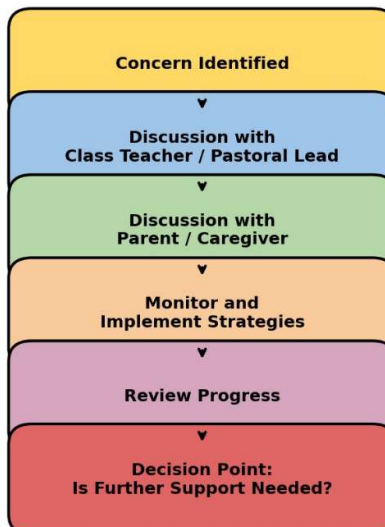 Concern Identified
Discussion with
Class Teacher / Pastoral Lead
Discussion with
Parent / Caregiver
Monitor and
Implement Strategies
Review Progress
Decision Point:
Is Further Support Needed?